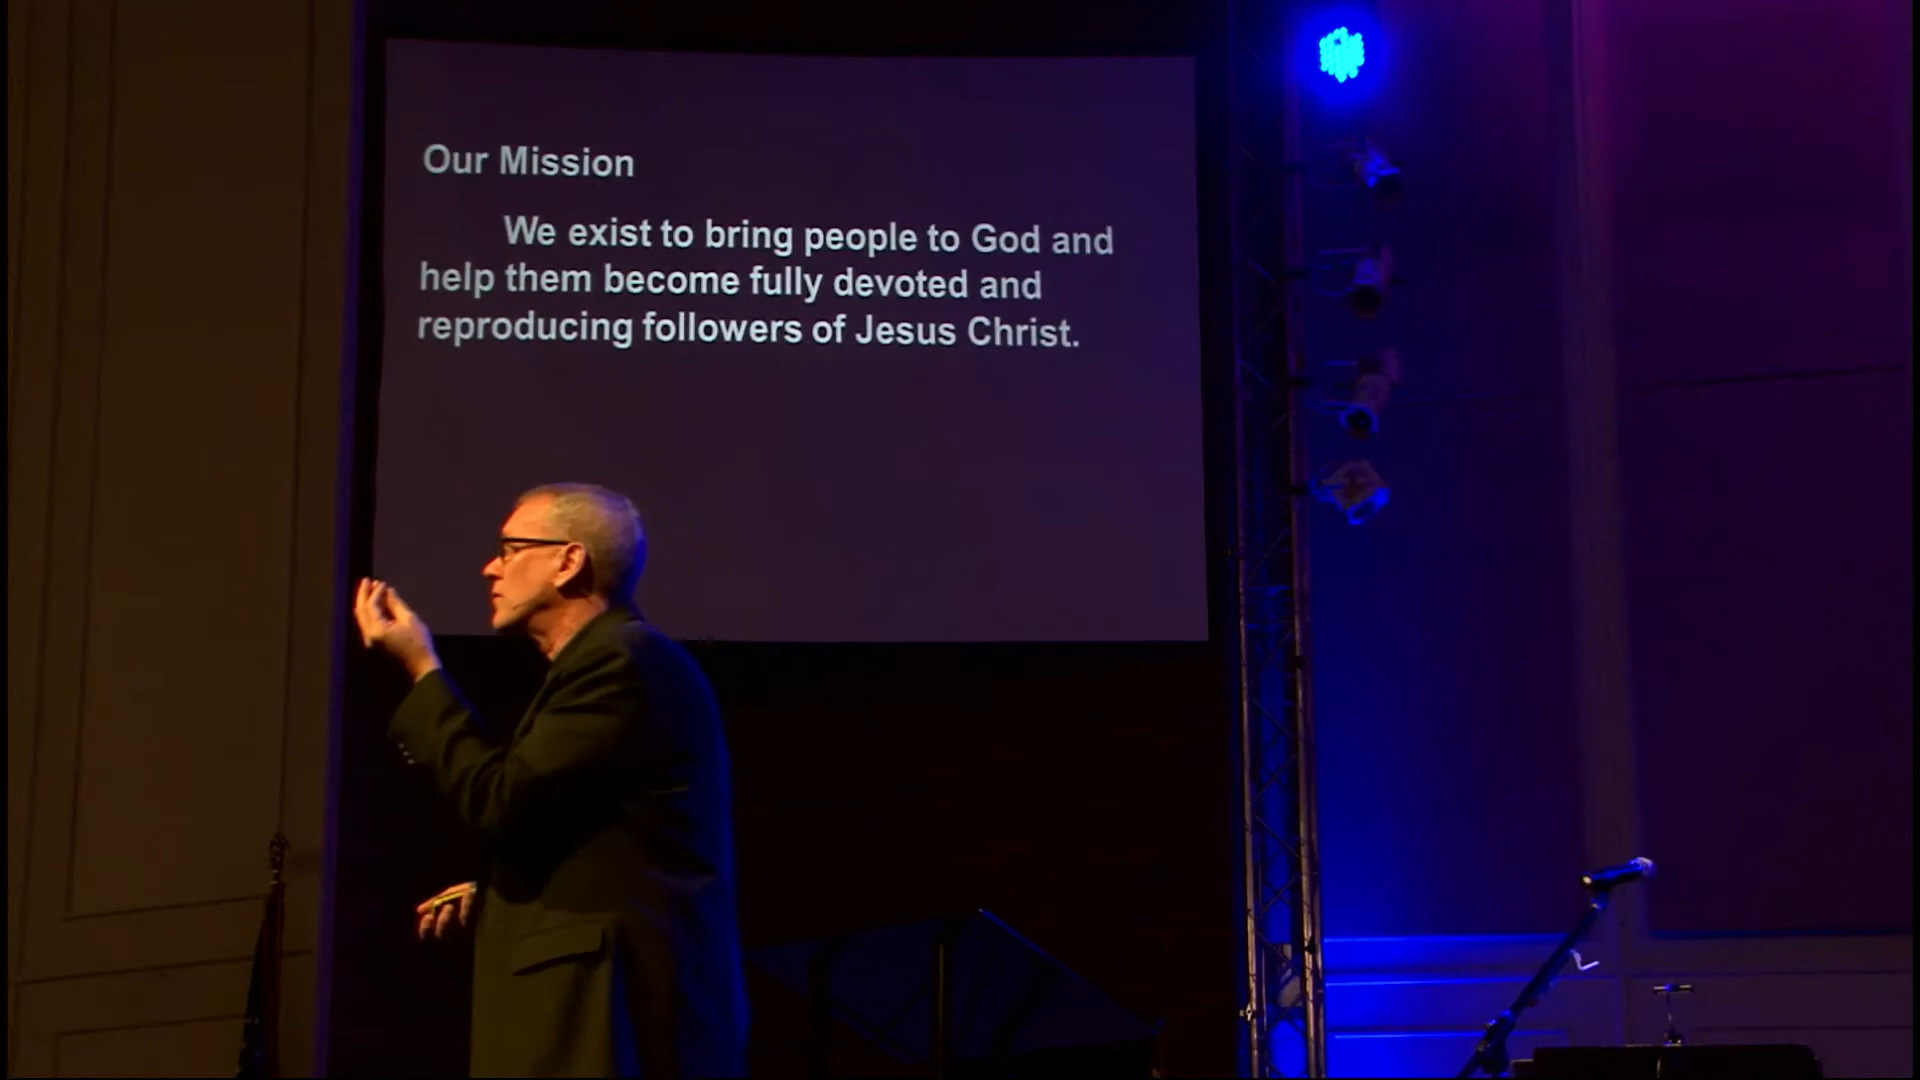 Our Mission
We exist to bring people to God and
help them become fully devoted and
reproducing followers of Jesus Christ.